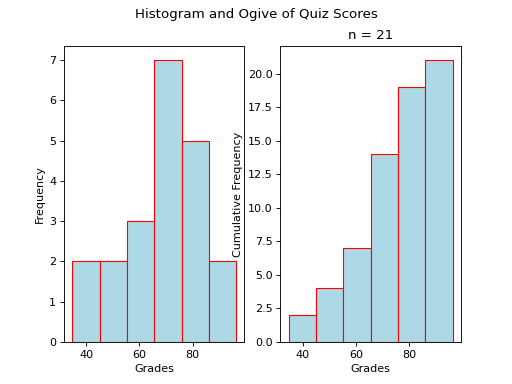 Histogram and Ogive of Quiz Scores
n = 21
Frequency
7
6
5
4
3
2
1
0
40 60 80
Grades
Cumulative Frequency
20.0
17.5
15.0
12.5
10.0
7.5
5.0
2.5
0.0
40 60 80
Grades